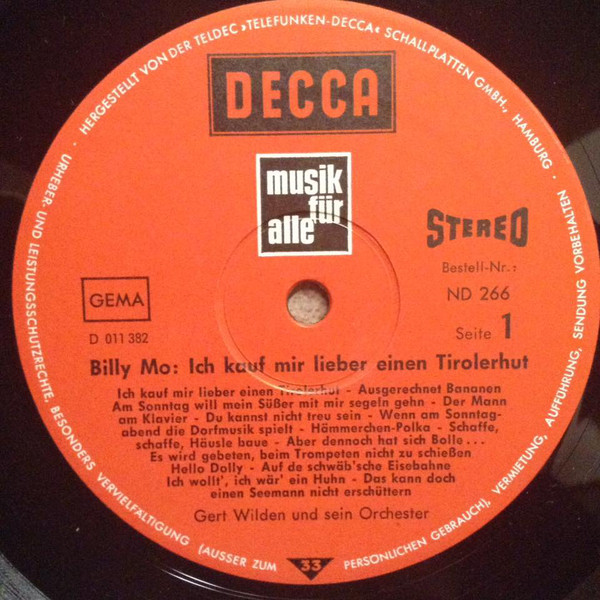 · HERGESTELLT VON DER TELDEC »TELEFUNKEN-DECCA« SCHALLPLATTEN GMBH., HAMBURG · URHEBER- UND LEISTUNGSSCHUTZRECHTE, BESONDERS VERVIELFÄLTIGUNG (AUSSER ZUM PERSÖNLICHEN GEBRAUCH), VERMIETUNG, AUFFÜHRUNG, SENDUNG VORBEHALTEN ·
DECCA
musik
für
alle
STEREO
Bestell-Nr.:
GEMA
ND 266
D 011 382
Seite 1
Billy Mo: Ich kauf mir lieber einen Tirolerhut
Ich kauf mir lieber einen Tirolerhut - Ausgerechnet Bananen
Am Sonntag will mein Süßer mit mir segeln gehn - Der Mann
am Klavier - Du kannst nicht treu sein - Wenn am Sonntag-
abend die Dorfmusik spielt - Hämmerchen-Polka - Schaffe,
schaffe, Häusle baue - Aber dennoch hat sich Bolle . . .
Es wird gebeten, beim Trompeten nicht zu schießen
Hello Dolly - Auf de schwäb'sche Eisebahne
Ich wollt', ich wär' ein Huhn - Das kann doch
einen Seemann nicht erschüttern
Gert Wilden und sein Orchester
33